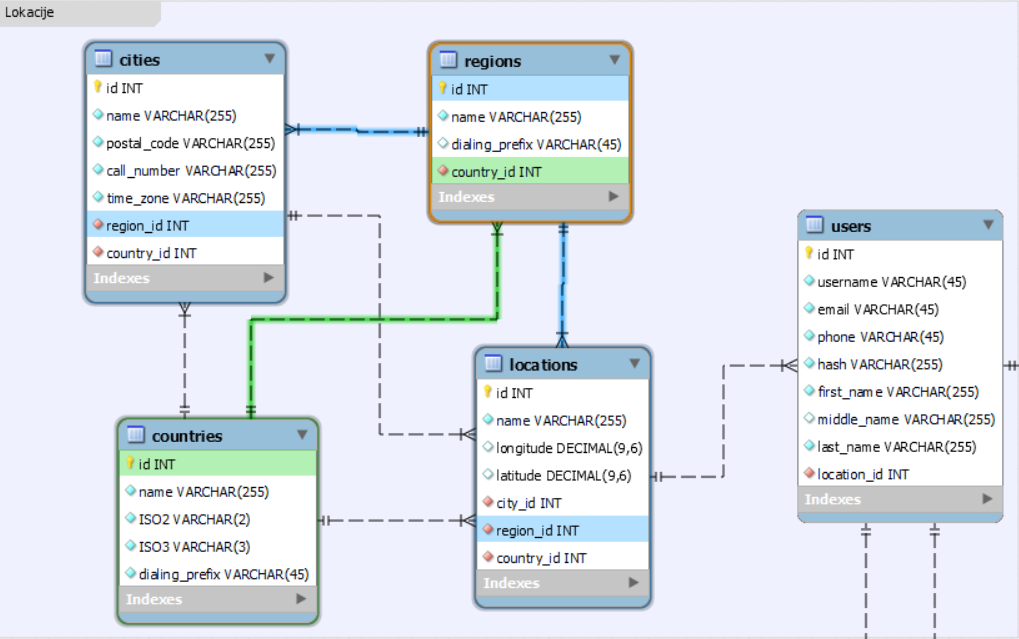 Lokacije
cities
id INT
name VARCHAR(255)
postal_code VARCHAR(255)
call_number VARCHAR(255)
time_zone VARCHAR(255)
region_id INT
country_id INT
Indexes
regions
id INT
name VARCHAR(255)
dialing_prefix VARCHAR(45)
country_id INT
Indexes
users
id INT
username VARCHAR(45)
email VARCHAR(45)
phone VARCHAR(45)
hash VARCHAR(255)
first_name VARCHAR(255)
middle_name VARCHAR(255)
last_name VARCHAR(255)
location_id INT
Indexes
locations
id INT
name VARCHAR(255)
longitude DECIMAL(9,6)
latitude DECIMAL(9,6)
city_id INT
region_id INT
country_id INT
Indexes
countries
id INT
name VARCHAR(255)
ISO2 VARCHAR(2)
ISO3 VARCHAR(3)
dialing_prefix VARCHAR(45)
Indexes